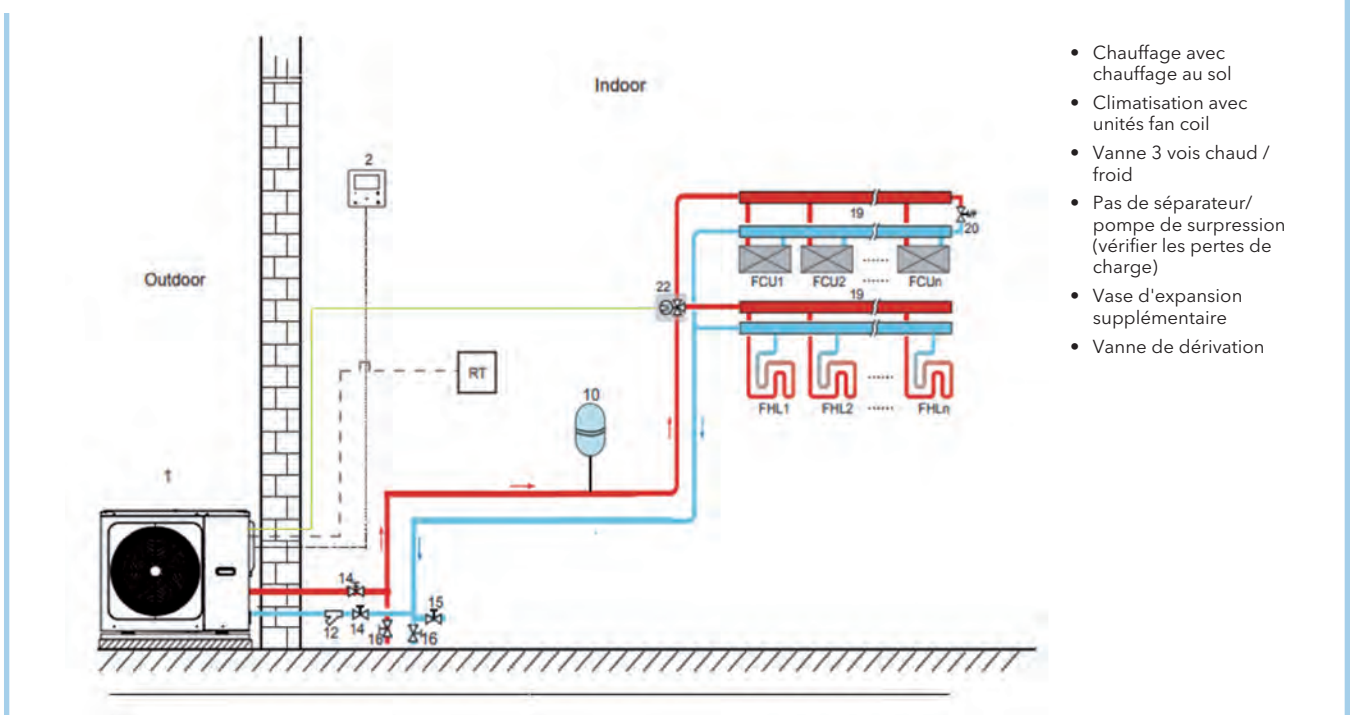 Indoor
2
19
20
Outdoor
FCU1 FCU2 ...... FCUn
22
19
RT
10
FHL1 FHL2 ...... FHLn
1
14
15
12 14 16 16
• Chauffage avec
chauffage au sol
• Climatisation avec
unités fan coil
• Vanne 3 vois chaud /
froid
• Pas de séparateur/
pompe de surpression
(vérifier les pertes de
charge)
• Vase d'expansion
supplémentaire
• Vanne de dérivation